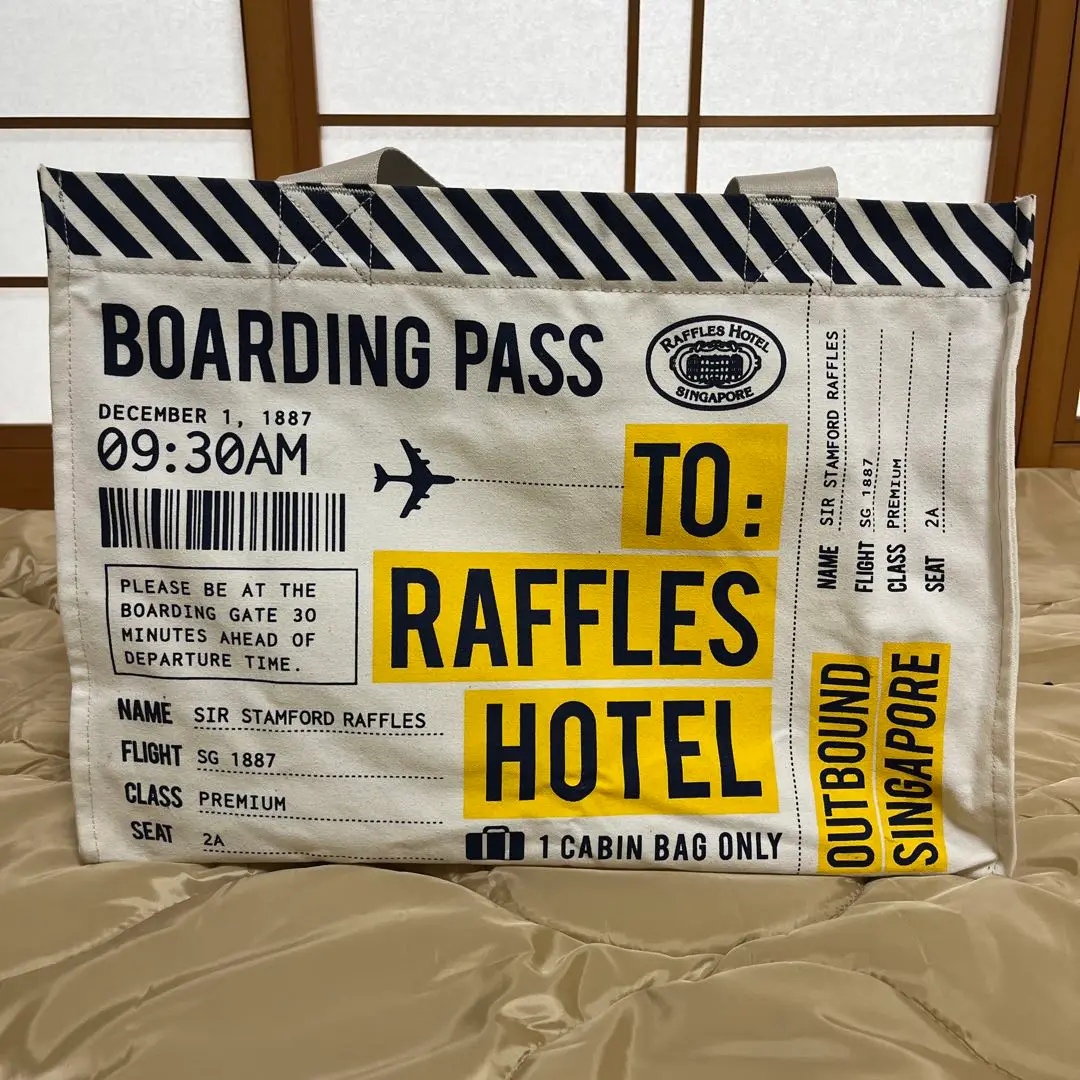 BOARDING PASS
RAFFLES HOTEL
SINGAPORE
DECEMBER 1, 1887
09:30AM
TO:
RAFFLES
HOTEL
PLEASE BE AT THE
BOARDING GATE 30
MINUTES AHEAD OF
DEPARTURE TIME.
NAME SIR STAMFORD RAFFLES
FLIGHT SG 1887
CLASS PREMIUM
SEAT 2A
1 CABIN BAG ONLY
NAME SIR STAMFORD RAFFLES
FLIGHT SG 1887
CLASS PREMIUM
SEAT 2A
OUTBOUND
SINGAPORE